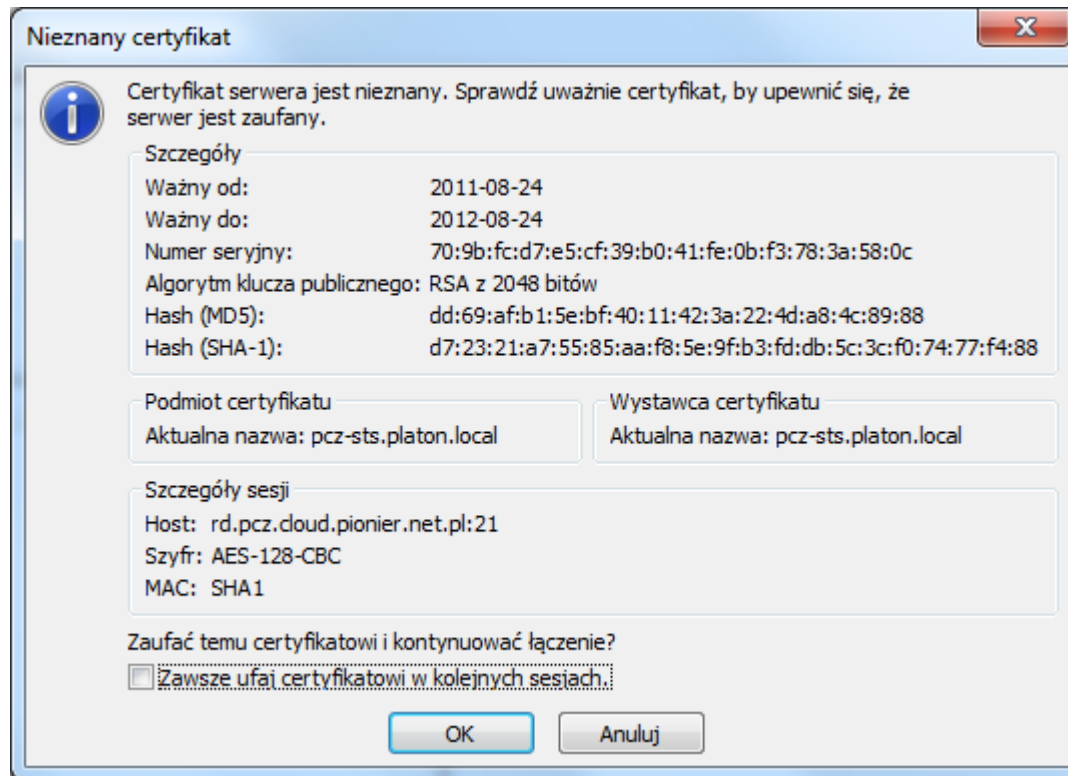 Nieznany certyfikat
Certyfikat serwera jest nieznany. Sprawdź uważnie certyfikat, by upewnić się, że
serwer jest zaufany.
Szczegóły
Ważny od: 2011-08-24
Ważny do: 2012-08-24
Numer seryjny: 70:9b:fc:d7:e5:cf:39:b0:41:fe:0b:f3:78:3a:58:0c
Algorytm klucza publicznego: RSA z 2048 bitów
Hash (MD5): dd:69:af:b1:5e:bf:40:11:42:3a:22:4d:a8:4c:89:88
Hash (SHA-1): d7:23:21:a7:55:85:aa:f8:5e:9f:b3:fd:db:5c:3c:f0:74:77:f4:88
Podmiot certyfikatu
Aktualna nazwa: pcz-sts.platon.local
Wystawca certyfikatu
Aktualna nazwa: pcz-sts.platon.local
Szczegóły sesji
Host: rd.pcz.cloud.pionier.net.pl:21
Szyfr: AES-128-CBC
MAC: SHA1
Zaufać temu certyfikatowi i kontynuować łączenie?
Zawsze ufaj certyfikatowi w kolejnych sesjach.
OK
Anuluj